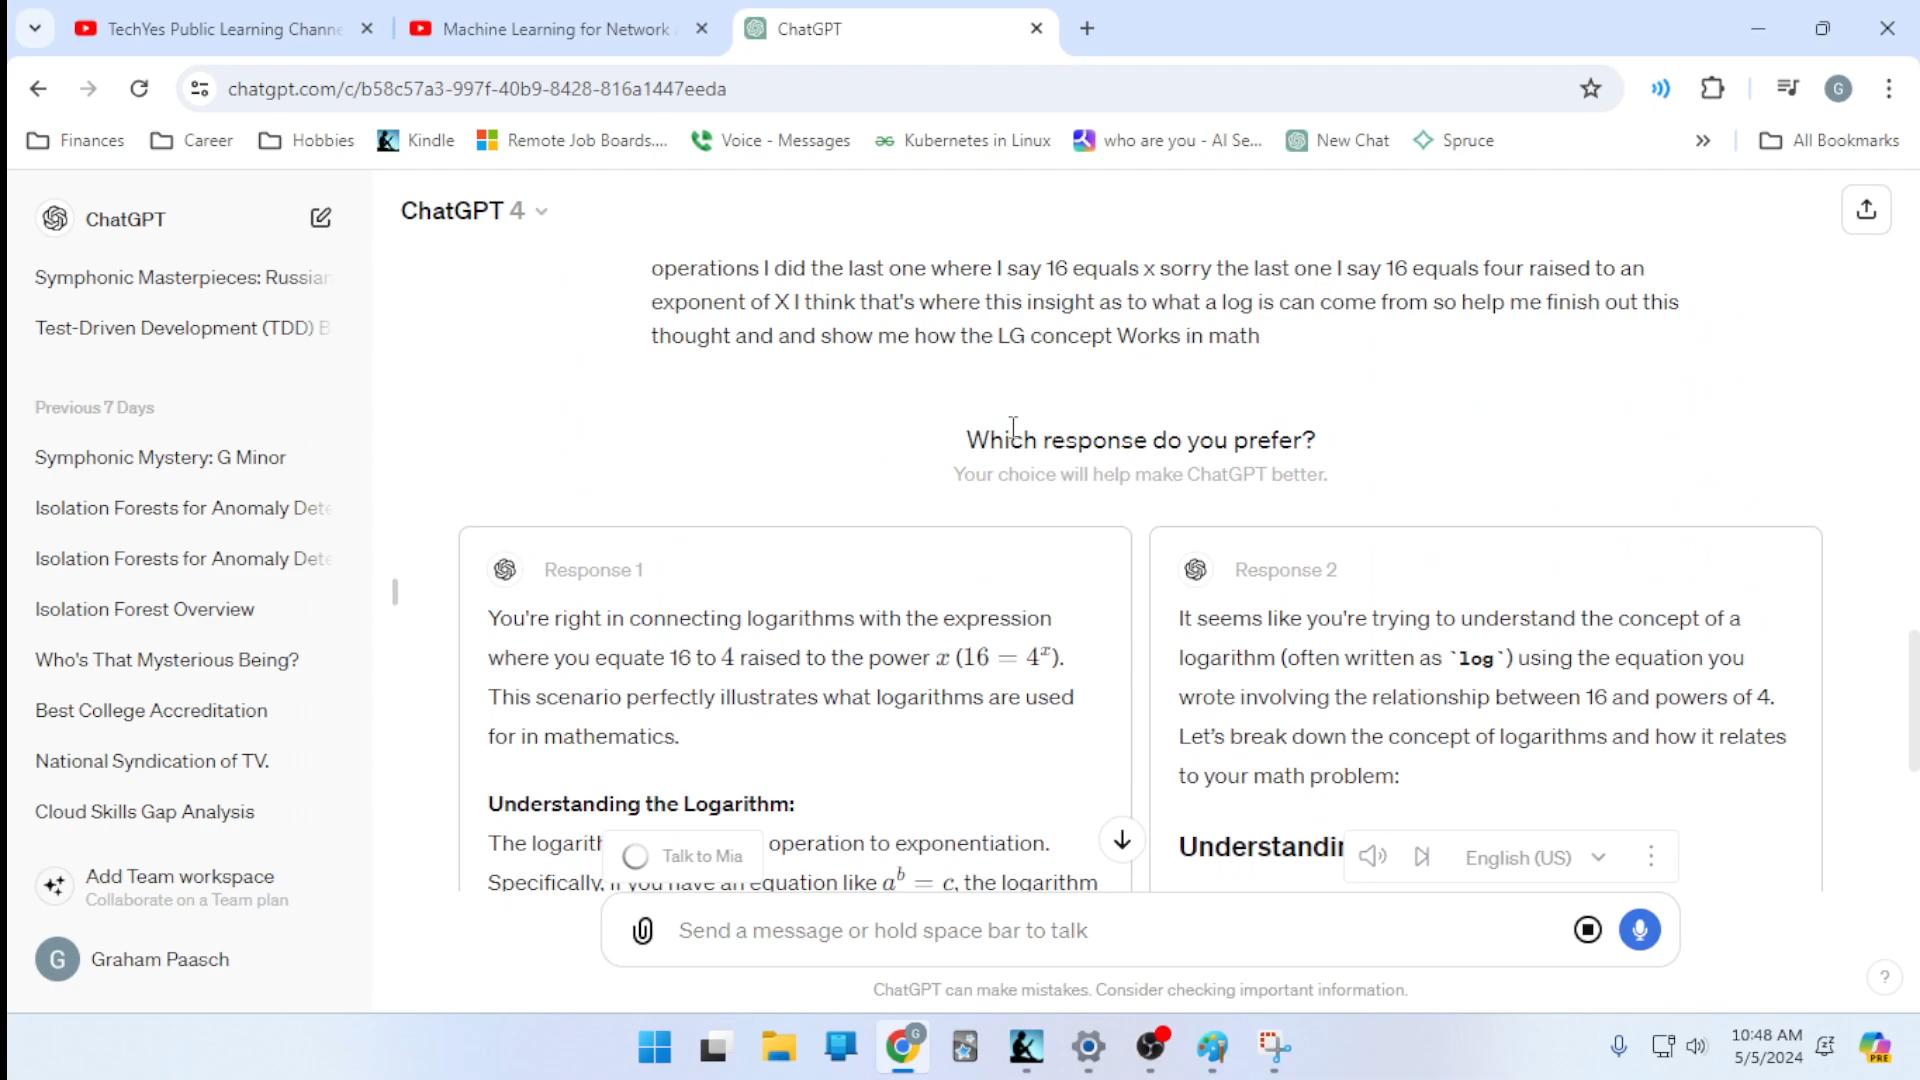 TechYes Public Learning Channe
Machine Learning for Network
ChatGPT
chatgpt.com/c/b58c57a3-997f-40b9-8428-816a1447eeda
G
Finances
Career
Hobbies
Kindle
Remote Job Boards....
Voice - Messages
Kubernetes in Linux
who are you - AI Se...
New Chat
Spruce
All Bookmarks
ChatGPT
Symphonic Masterpieces: Russian
Test-Driven Development (TDD) B
Previous 7 Days
Symphonic Mystery: G Minor
Isolation Forests for Anomaly Dete
Isolation Forests for Anomaly Dete
Isolation Forest Overview
Who's That Mysterious Being?
Best College Accreditation
National Syndication of TV.
Cloud Skills Gap Analysis
Add Team workspace
Collaborate on a Team plan
G
Graham Paasch
ChatGPT 4
operations I did the last one where I say 16 equals x sorry the last one I say 16 equals four raised to an
exponent of X I think that's where this insight as to what a log is can come from so help me finish out this
thought and and show me how the LG concept Works in math
Which response do you prefer?
Your choice will help make ChatGPT better.
Response 1
You're right in connecting logarithms with the expression
where you equate 16 to 4 raised to the power x (16 = 4ˣ).
This scenario perfectly illustrates what logarithms are used
for in mathematics.
Understanding the Logarithm:
The logarith operation to exponentiation.
Specifically, if you have an equation like aᵇ = c, the logarithm
Response 2
It seems like you're trying to understand the concept of a
logarithm (often written as `log`) using the equation you
wrote involving the relationship between 16 and powers of 4.
Let's break down the concept of logarithms and how it relates
to your math problem:
Understandin
Talk to Mia
English (US)
Send a message or hold space bar to talk
ChatGPT can make mistakes. Consider checking important information.
?
G
10:48 AM
5/5/2024
PRE